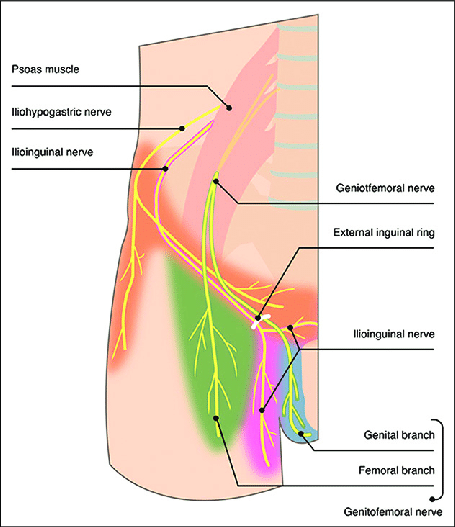 Psoas muscle
Iliohypogastric nerve
Ilioinguinal nerve
Geniotfemoral nerve
External inguinal ring
Ilioinguinal nerve
Genital branch
Femoral branch
Genitofemoral nerve